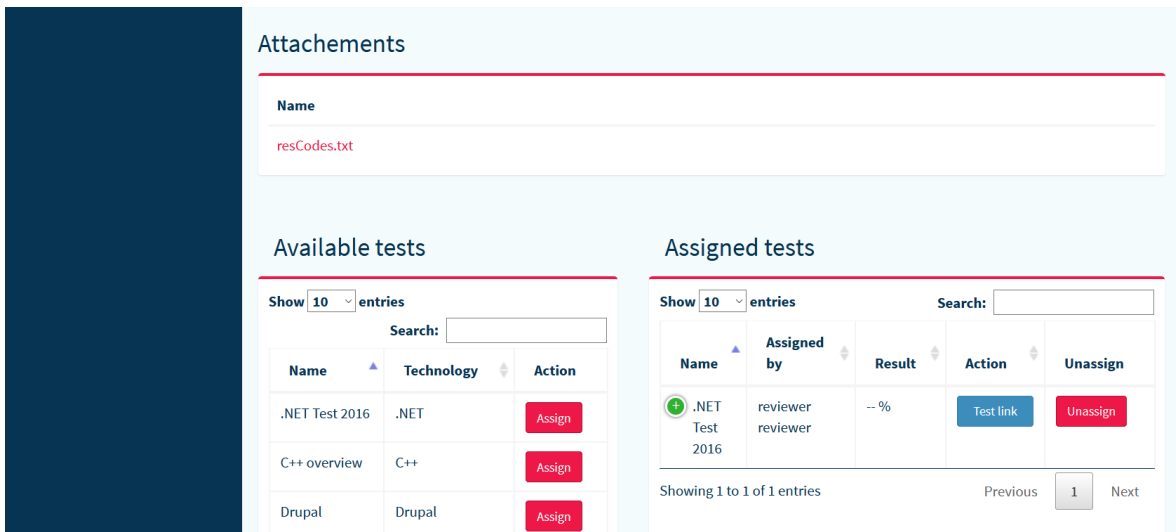 Attachements
Name
resCodes.txt
Available tests
Show 10 entries
Search:
Name Technology Action
.NET Test 2016 .NET Assign
C++ overview C++ Assign
Drupal Drupal Assign
Assigned tests
Show 10 entries Search:
Assigned
Name by Result Action Unassign
.NET reviewer -- % Test link Unassign
Test reviewer
2016
Showing 1 to 1 of 1 entries Previous 1 Next